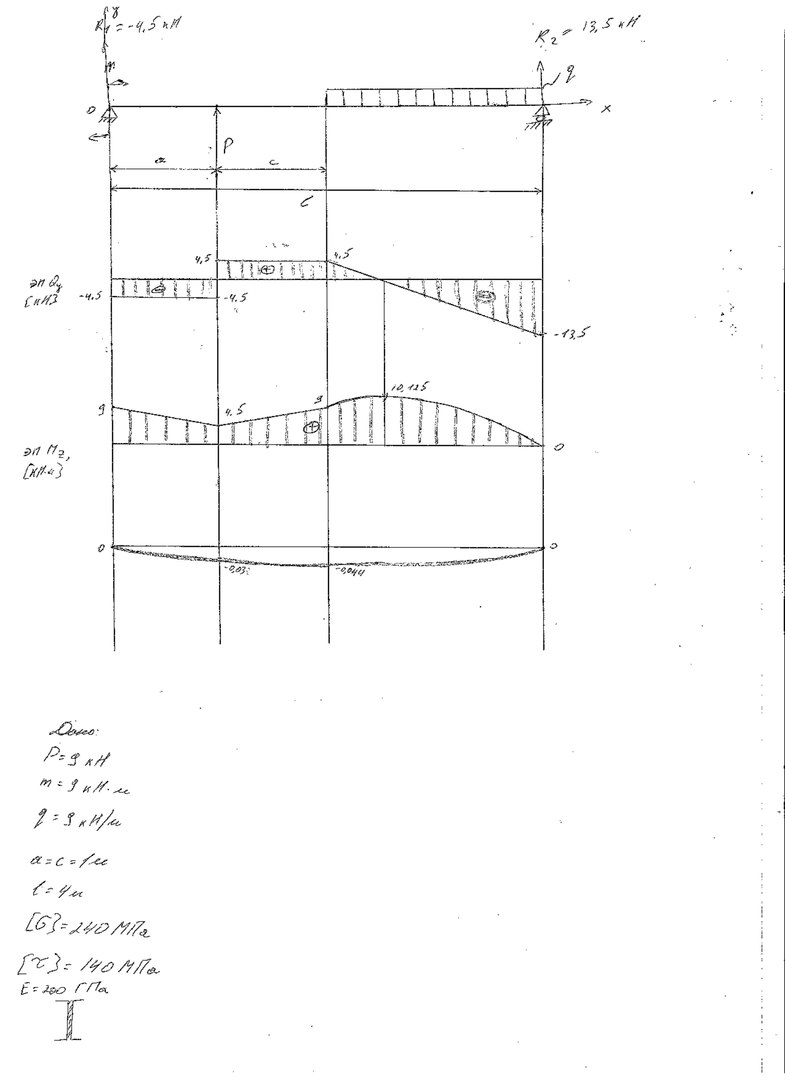 y
R1 = -4,5 кН
R2 = 13,5 кН
m
q
0
x
P
a
c
l
4,5
4,5
эп Qy
[кН]
-4,5
-4,5
-13,5
10,125
9
4,5
9
эп Mz,
[кН·м]
0
0
0
-0,044
Дано:
P = 9 кН
m = 9 кН·м
q = 9 кН/м
a = c = 1 м
l = 4 м
[σ] = 240 МПа
[τ] = 140 МПа
E = 200 ГПа